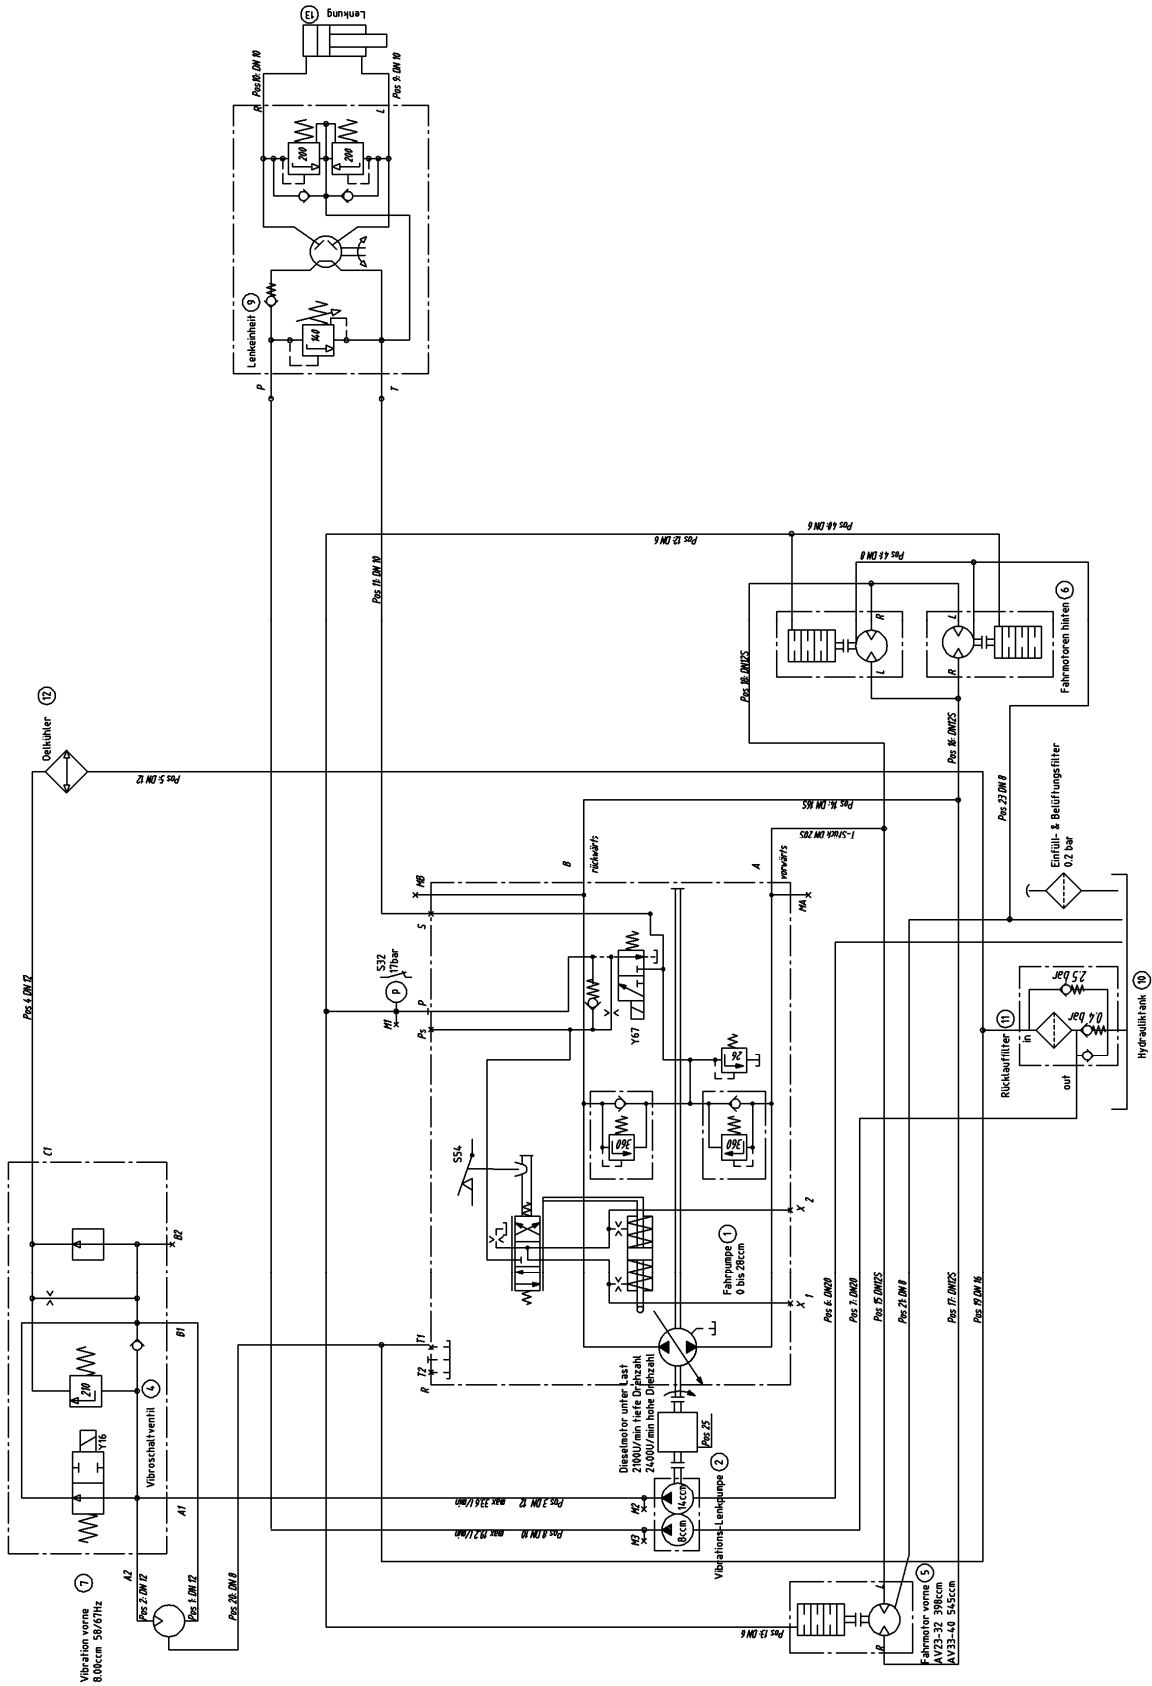 Lenkung
13
Pos10: DN 10
Pos 9: DN 10
R
L
200
200
Lenkeinheit
9
140
P
T
Pos 11: DN 10
Pos 12: DN 6
Pos 40: DN 6
Pos 41: DN 8
Pos 18: DN12S
R
L
L
R
Fahrmotoren hinten
6
Pos 16: DN12S
Oelkühler
12
Pos 5: DN 12
Pos 14: DN 16S
T-Stück DN 20S
Pos 23 DN 8
Einfüll- & Belüftungsfilter
0.2 bar
B
rückwärts
A
vorwärts
MB
MA
S
S32
17bar
P
M1
P
Ps
Y67
26
360
360
S54
X 2
X 1
Fahrpumpe
1
0 bis 28ccm
T1
T2
R
Pos 4 DN 12
C1
B2
B1
210
4
Vibroschaltventil
Y16
A1
A2
Pos 3 DN 12 max 33.6 l/min
Pos 8 DN 10 max 19.2 l/min
Dieselmotor unter Last
2100U/min tiefe Drehzahl
2400U/min hohe Drehzahl
Pos 25
M2
M3
14ccm
8ccm
Vibrations-Lenkpumpe
2
Vibration vorne
7
8.00ccm 58/67Hz
Pos 2: DN 12
Pos 1: DN 12
Pos 20: DN 8
Pos 13: DN 6
R
L
Fahrmotor vorne
5
AV23-32 398ccm
AV33-40 545ccm
Pos 6: DN20
Pos 7: DN20
Pos 15 DN12S
Pos 21: DN 8
Pos 17: DN12S
Pos 19 DN 16
Rücklauffilter
11
in
out
2.5 bar
0.4 bar
Hydrauliktank
10